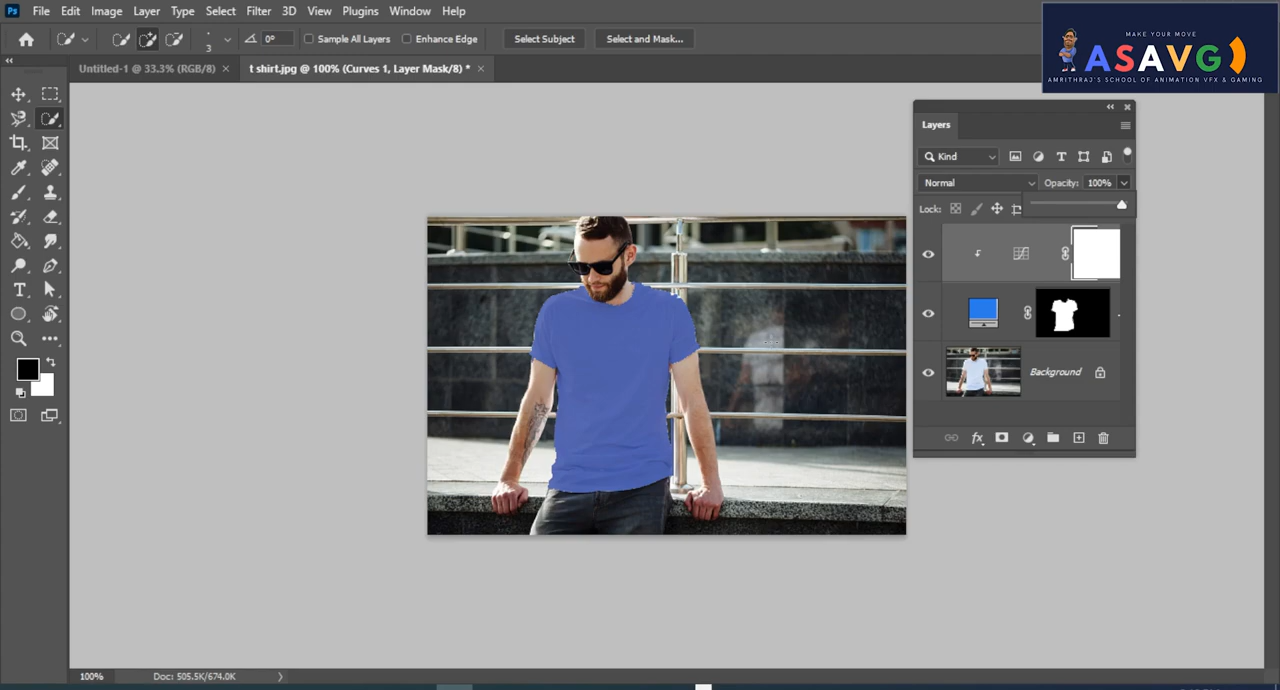 Ps File Edit Image Layer Type Select Filter 3D View Plugins Window Help
3 0° Sample All Layers Enhance Edge Select Subject Select and Mask...
MAKE YOUR MOVE
ASAVG
AMRITHRAJ'S SCHOOL OF ANIMATION VFX & GAMING
Untitled-1 @ 33.3% (RGB/8) × t shirt.jpg @ 100% (Curves 1, Layer Mask/8) * ×
Layers
Kind
Normal Opacity: 100%
Lock:
Background
fx
100% Doc: 505.5K/674.0K